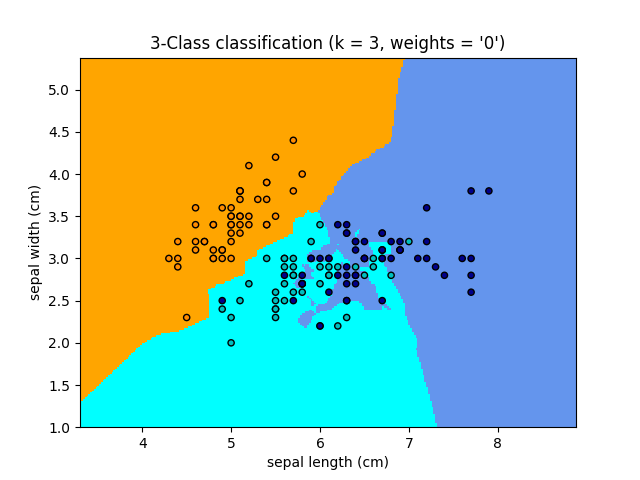 3-Class classification (k = 3, weights = '0')
5.0
4.5
4.0
3.5
3.0
2.5
2.0
1.5
1.0
sepal width (cm)
4 5 6 7 8
sepal length (cm)